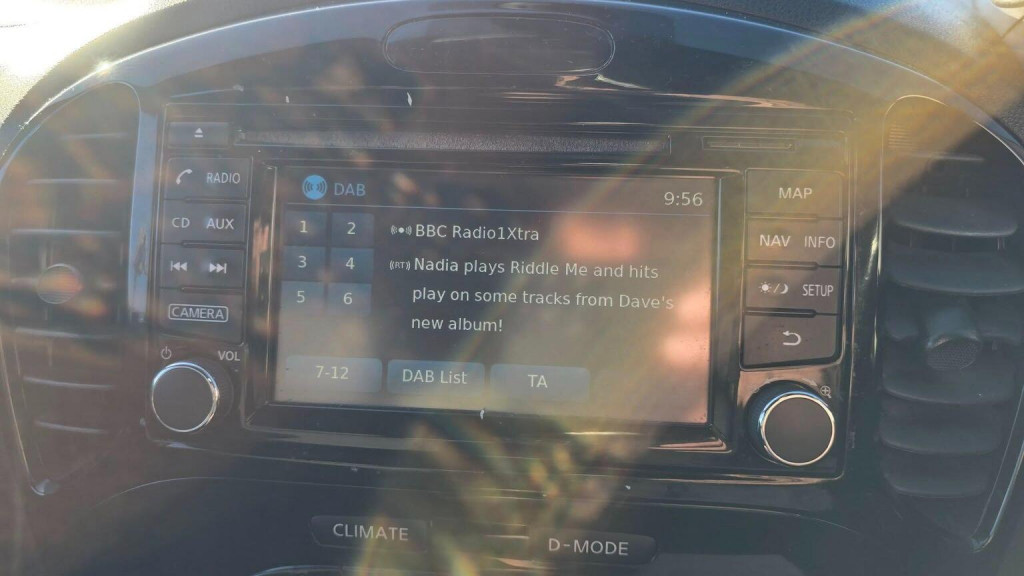 RADIO
CD AUX
CAMERA
VOL
DAB
9:56
1 2
3 4
5 6
BBC Radio1Xtra
(RT) Nadia plays Riddle Me and hits
play on some tracks from Dave's
new album!
7-12 DAB List TA
MAP
NAV INFO
SETUP
CLIMATE
D-MODE